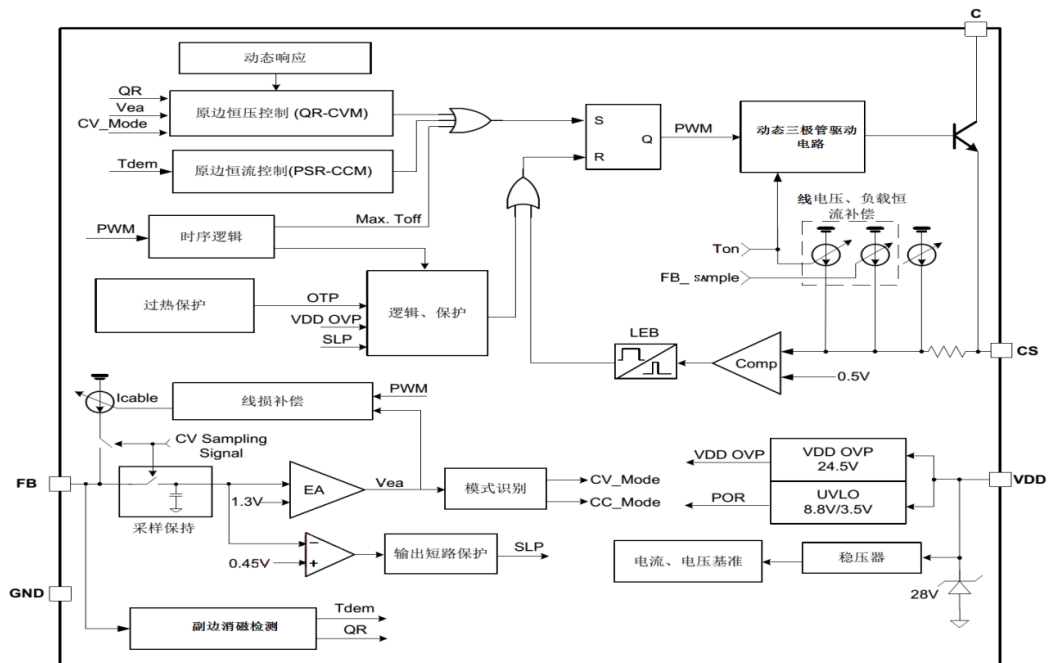 C
动态响应
QR
Vea
CV_Mode
原边恒压控制 (QR-CVM)
Tdem
原边恒流控制(PSR-CCM)
S
R
Q
PWM
动态三极管驱动
电路
PWM
时序逻辑
Max. Toff
线电压、负载恒
流补偿
Ton
FB_ sample
过热保护
OTP
VDD OVP
SLP
逻辑、保护
LEB
Comp
0.5V
CS
Icable
线损补偿
PWM
CV Sampling
Signal
FB
采样保持
1.3V
EA
Vea
模式识别
CV_Mode
CC_Mode
VDD OVP
VDD OVP
24.5V
POR
UVLO
8.8V/3.5V
VDD
0.45V
−
+
输出短路保护
SLP
电流、电压基准
稳压器
28V
GND
副边消磁检测
Tdem
QR